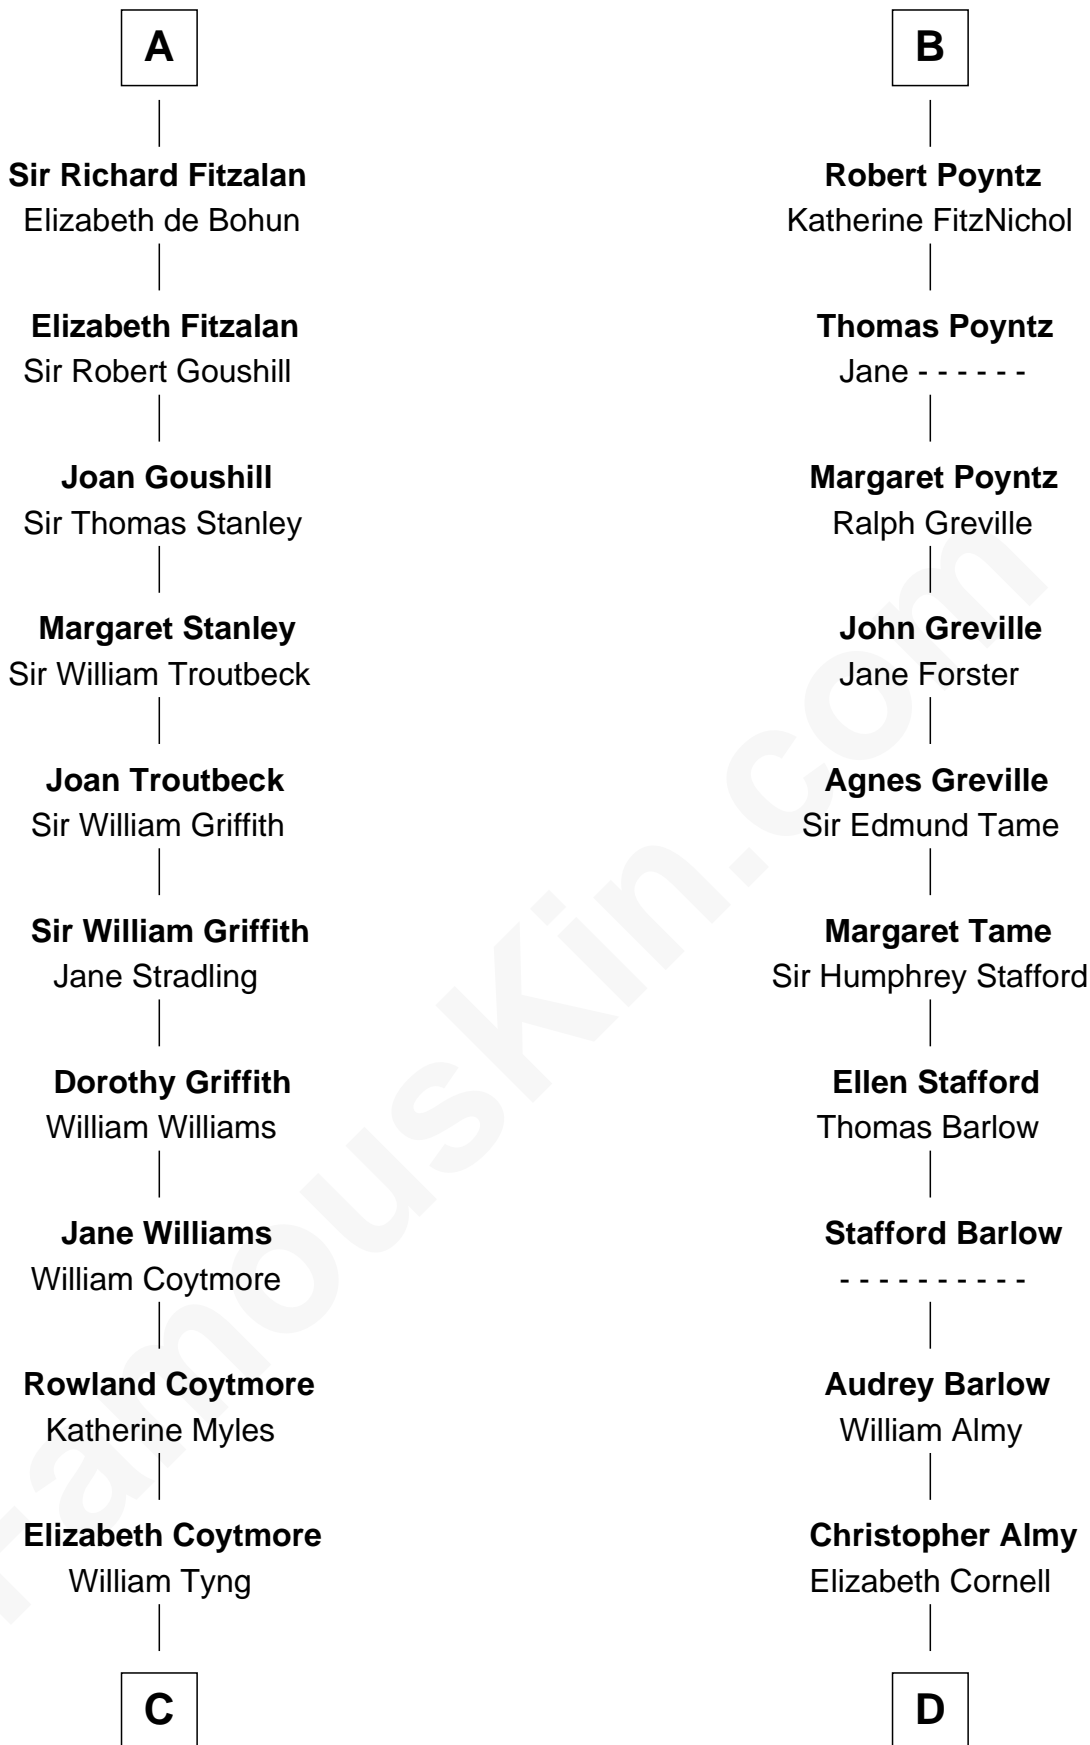 A
Sir Richard Fitzalan
Elizabeth de Bohun
Elizabeth Fitzalan
Sir Robert Goushill
Joan Goushill
Sir Thomas Stanley
Margaret Stanley
Sir William Troutbeck
Joan Troutbeck
Sir William Griffith
Sir William Griffith
Jane Stradling
Dorothy Griffith
William Williams
Jane Williams
William Coytmore
Rowland Coytmore
Katherine Myles
Elizabeth Coytmore
William Tyng
C
B
Robert Poyntz
Katherine FitzNichol
Thomas Poyntz
Jane - - - - - -
Margaret Poyntz
Ralph Greville
John Greville
Jane Forster
Agnes Greville
Sir Edmund Tame
Margaret Tame
Sir Humphrey Stafford
Ellen Stafford
Thomas Barlow
Stafford Barlow
- - - - - - - - - -
Audrey Barlow
William Almy
Christopher Almy
Elizabeth Cornell
D
FamousKin.com